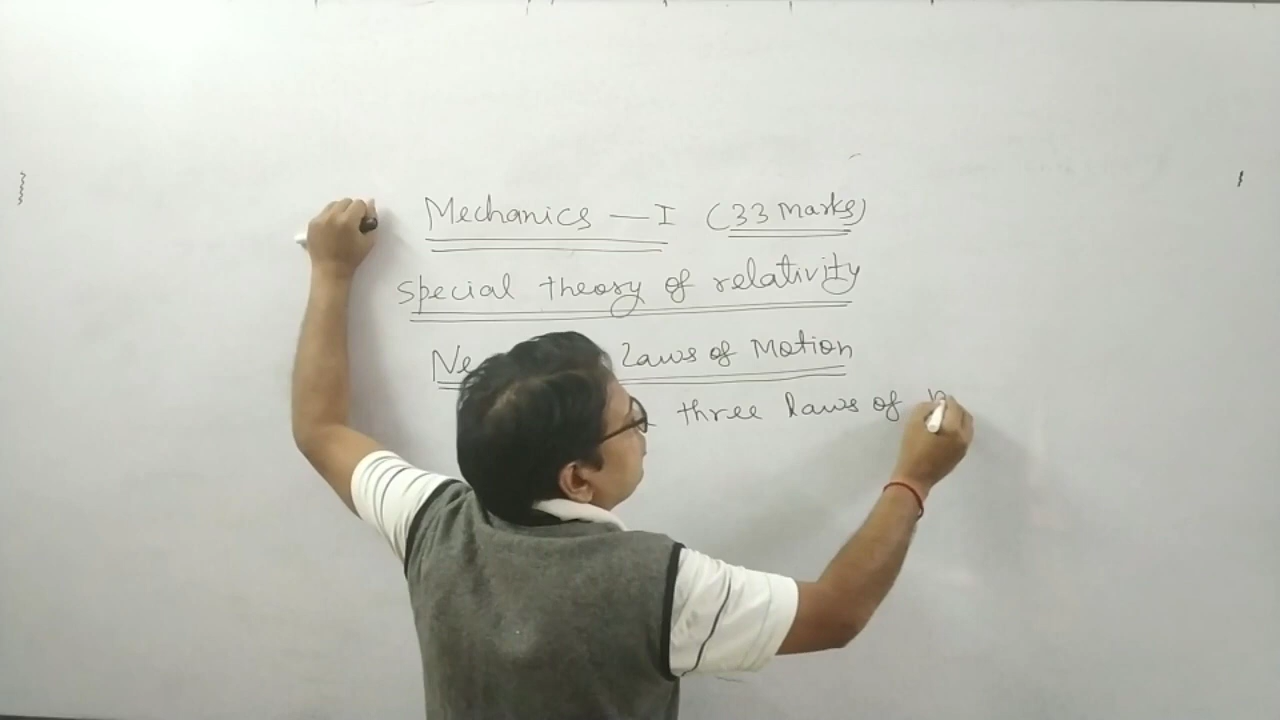 Mechanics — I (33 Marks)
special theory of relativity
Ne laws of Motion
three laws of